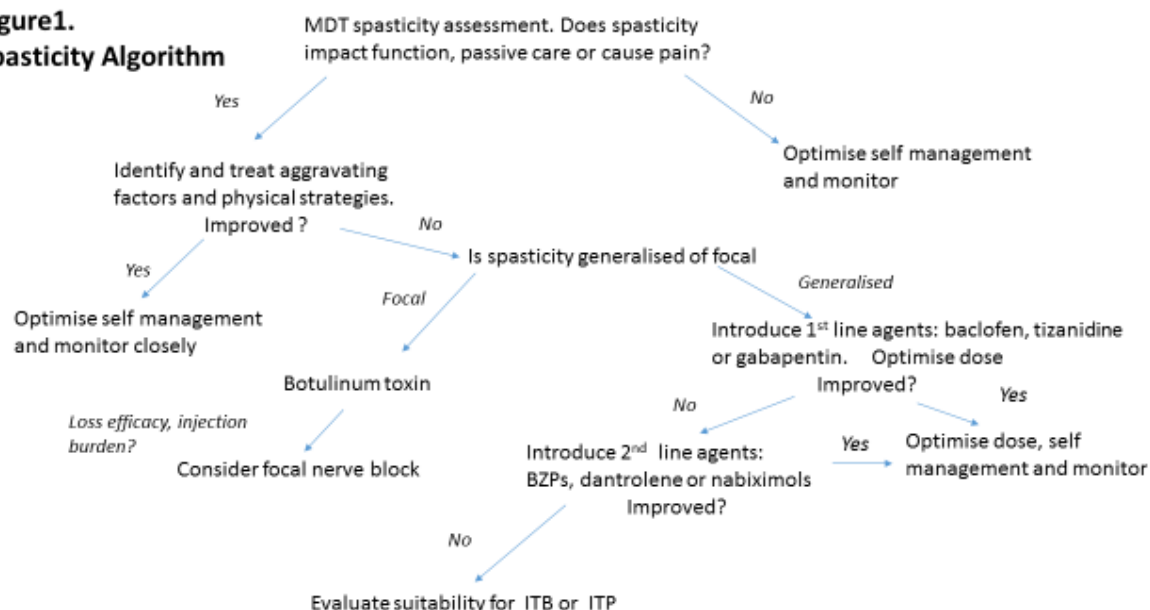 gure1.
pasticity Algorithm
MDT spasticity assessment. Does spasticity
impact function, passive care or cause pain?
Yes
No
Identify and treat aggravating
factors and physical strategies.
Improved ?
Optimise self management
and monitor
No
Is spasticity generalised of focal
Yes
Focal
Generalised
Optimise self management
and monitor closely
Introduce 1st line agents: baclofen, tizanidine
or gabapentin. Optimise dose
Improved?
Botulinum toxin
No
Yes
Loss efficacy, injection
burden?
Consider focal nerve block
Introduce 2nd line agents:
BZPs, dantrolene or nabiximols
Improved?
Yes
Optimise dose, self
management and monitor
No
Evaluate suitability for ITB or ITP